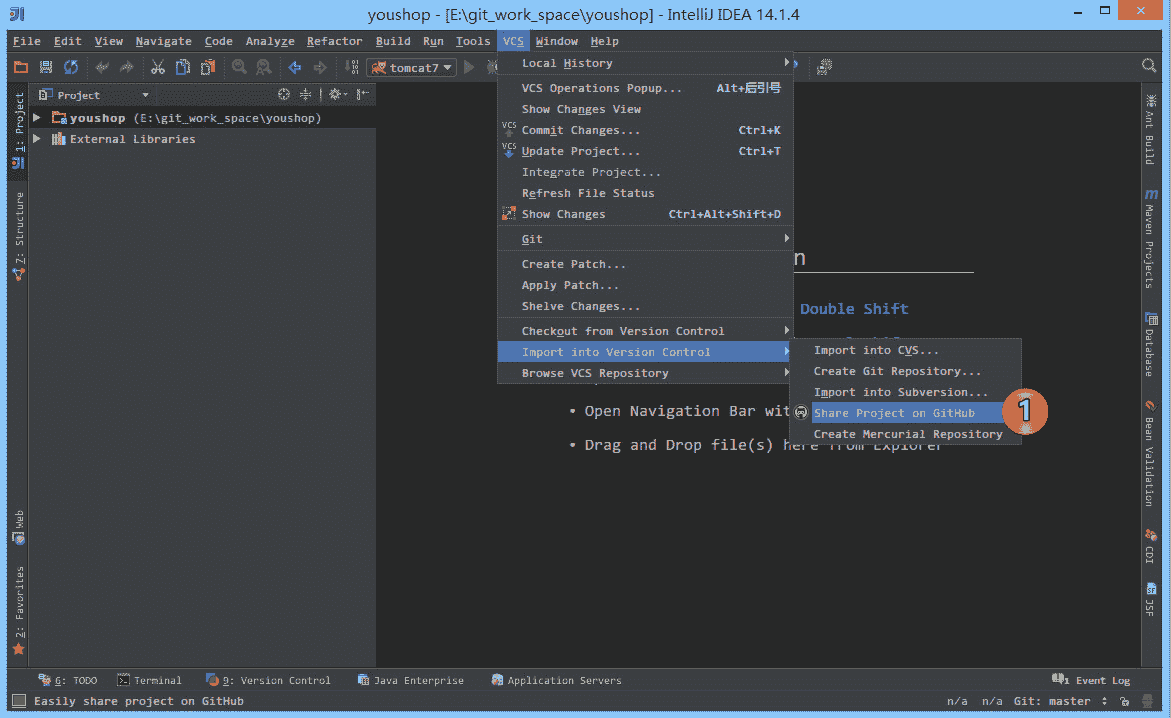 youshop - [E:\git_work_space\youshop] - IntelliJ IDEA 14.1.4
File Edit View Navigate Code Analyze Refactor Build Run Tools VCS Window Help
tomcat7
Project
youshop (E:\git_work_space\youshop)
External Libraries
1: Project
Z: Structure
Web
2: Favorites
Local History
VCS Operations Popup... Alt+后引号
Show Changes View
VCS Commit Changes... Ctrl+K
VCS Update Project... Ctrl+T
Integrate Project...
Refresh File Status
Show Changes Ctrl+Alt+Shift+D
Git
Create Patch...
Apply Patch...
Shelve Changes...
Checkout from Version Control
Import into Version Control
Browse VCS Repository
n
Double Shift
Import into CVS...
Create Git Repository...
Import into Subversion...
Share Project on GitHub
Create Mercurial Repository
1
• Open Navigation Bar wit
• Drag and Drop file(s) here from Explorer
Ant Build
m Maven Projects
Database
Bean Validation
CDI
JSF
6: TODO Terminal 9: Version Control Java Enterprise Application Servers 1 Event Log
Easily share project on GitHub n/a n/a Git: master